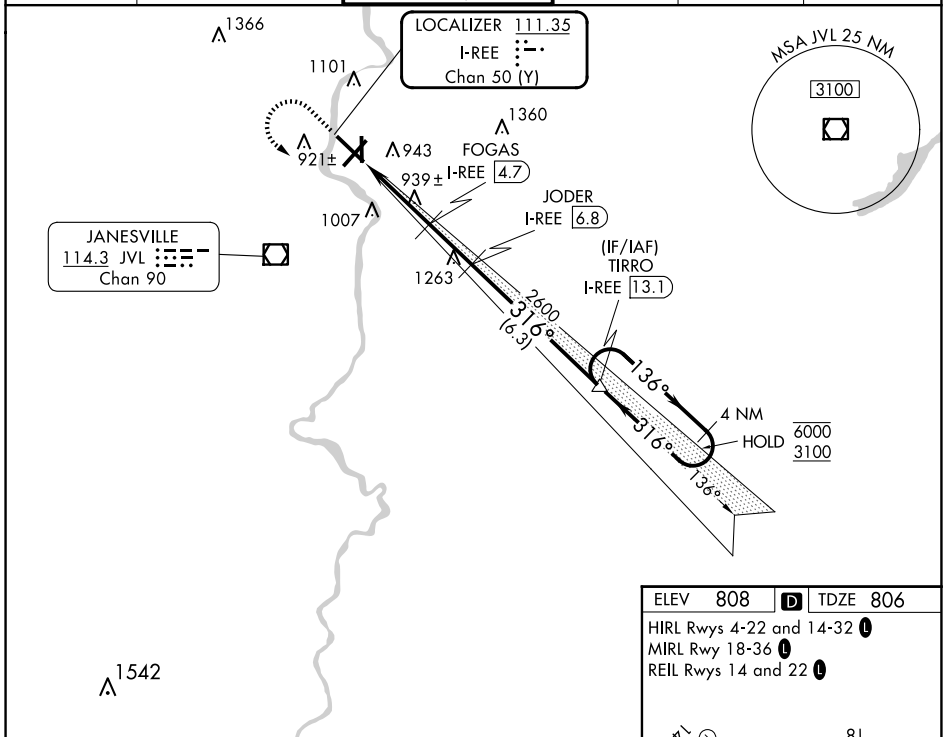 1366
LOCALIZER 111.35
I-REE
Chan 50 (Y)
1101
MSA JVL 25 NM
3100
1360
921±
943
FOGAS
I-REE 4.7
939±
JODER
I-REE 6.8
1007
JANESVILLE
114.3 JVL
Chan 90
(IF/IAF)
TIRRO
I-REE 13.1
1263
2600
316°
(6.3)
136°
4 NM
HOLD 6000
3100
316°
136°
ELEV 808 D TDZE 806
HIRL Rwys 4-22 and 14-32 L
MIRL Rwy 18-36 L
REIL Rwys 14 and 22 L
1542